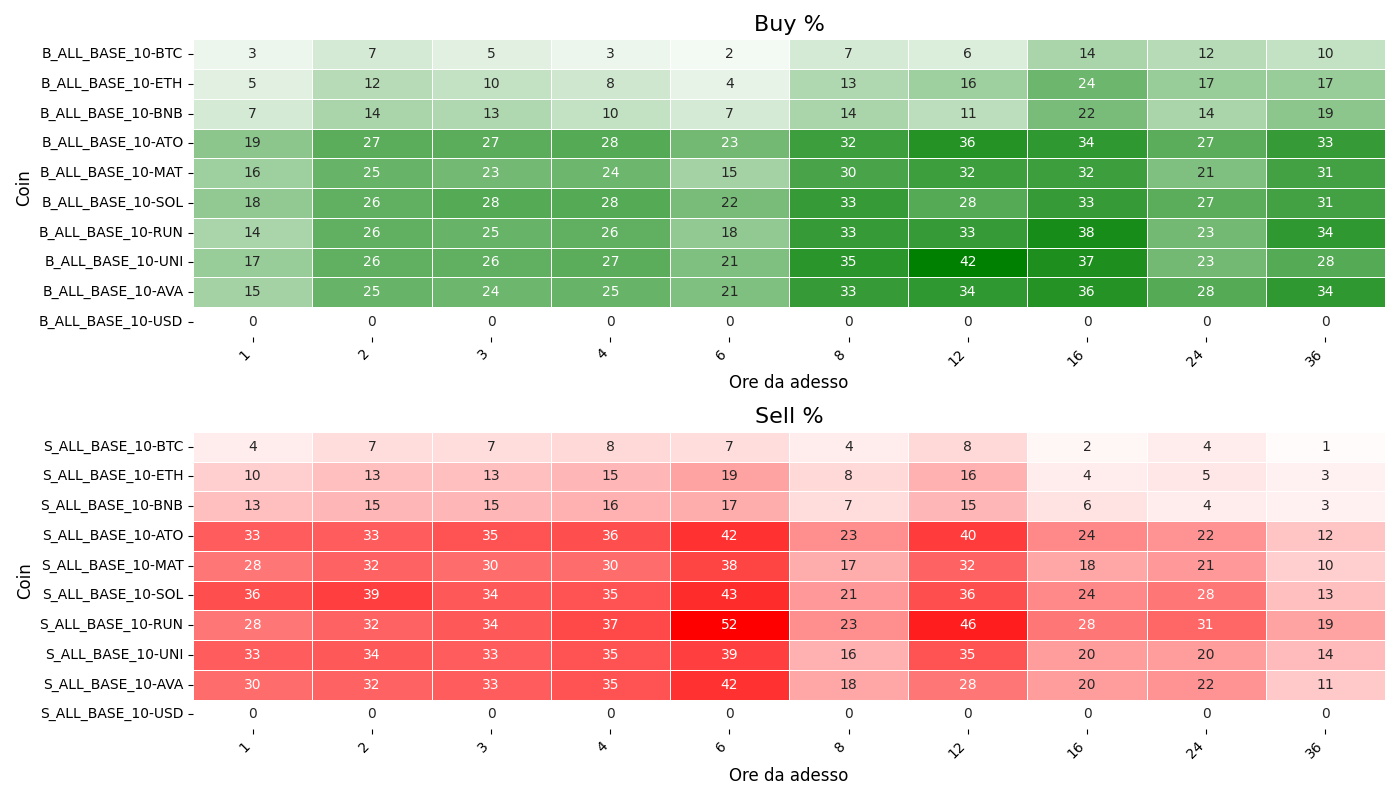 Buy %
Coin
B_ALL_BASE_10-BTC 3 7 5 3 2 7 6 14 12 10
B_ALL_BASE_10-ETH 5 12 10 8 4 13 16 24 17 17
B_ALL_BASE_10-BNB 7 14 13 10 7 14 11 22 14 19
B_ALL_BASE_10-ATO 19 27 27 28 23 32 36 34 27 33
B_ALL_BASE_10-MAT 16 25 23 24 15 30 32 32 21 31
B_ALL_BASE_10-SOL 18 26 28 28 22 33 28 33 27 31
B_ALL_BASE_10-RUN 14 26 25 26 18 33 33 38 23 34
B_ALL_BASE_10-UNI 17 26 26 27 21 35 42 37 23 28
B_ALL_BASE_10-AVA 15 25 24 25 21 33 34 36 28 34
B_ALL_BASE_10-USD 0 0 0 0 0 0 0 0 0 0
1 2 3 4 6 8 12 16 24 36
Ore da adesso
Sell %
Coin
S_ALL_BASE_10-BTC 4 7 7 8 7 4 8 2 4 1
S_ALL_BASE_10-ETH 10 13 13 15 19 8 16 4 5 3
S_ALL_BASE_10-BNB 13 15 15 16 17 7 15 6 4 3
S_ALL_BASE_10-ATO 33 33 35 36 42 23 40 24 22 12
S_ALL_BASE_10-MAT 28 32 30 30 38 17 32 18 21 10
S_ALL_BASE_10-SOL 36 39 34 35 43 21 36 24 28 13
S_ALL_BASE_10-RUN 28 32 34 37 52 23 46 28 31 19
S_ALL_BASE_10-UNI 33 34 33 35 39 16 35 20 20 14
S_ALL_BASE_10-AVA 30 32 33 35 42 18 28 20 22 11
S_ALL_BASE_10-USD 0 0 0 0 0 0 0 0 0 0
1 2 3 4 6 8 12 16 24 36
Ore da adesso